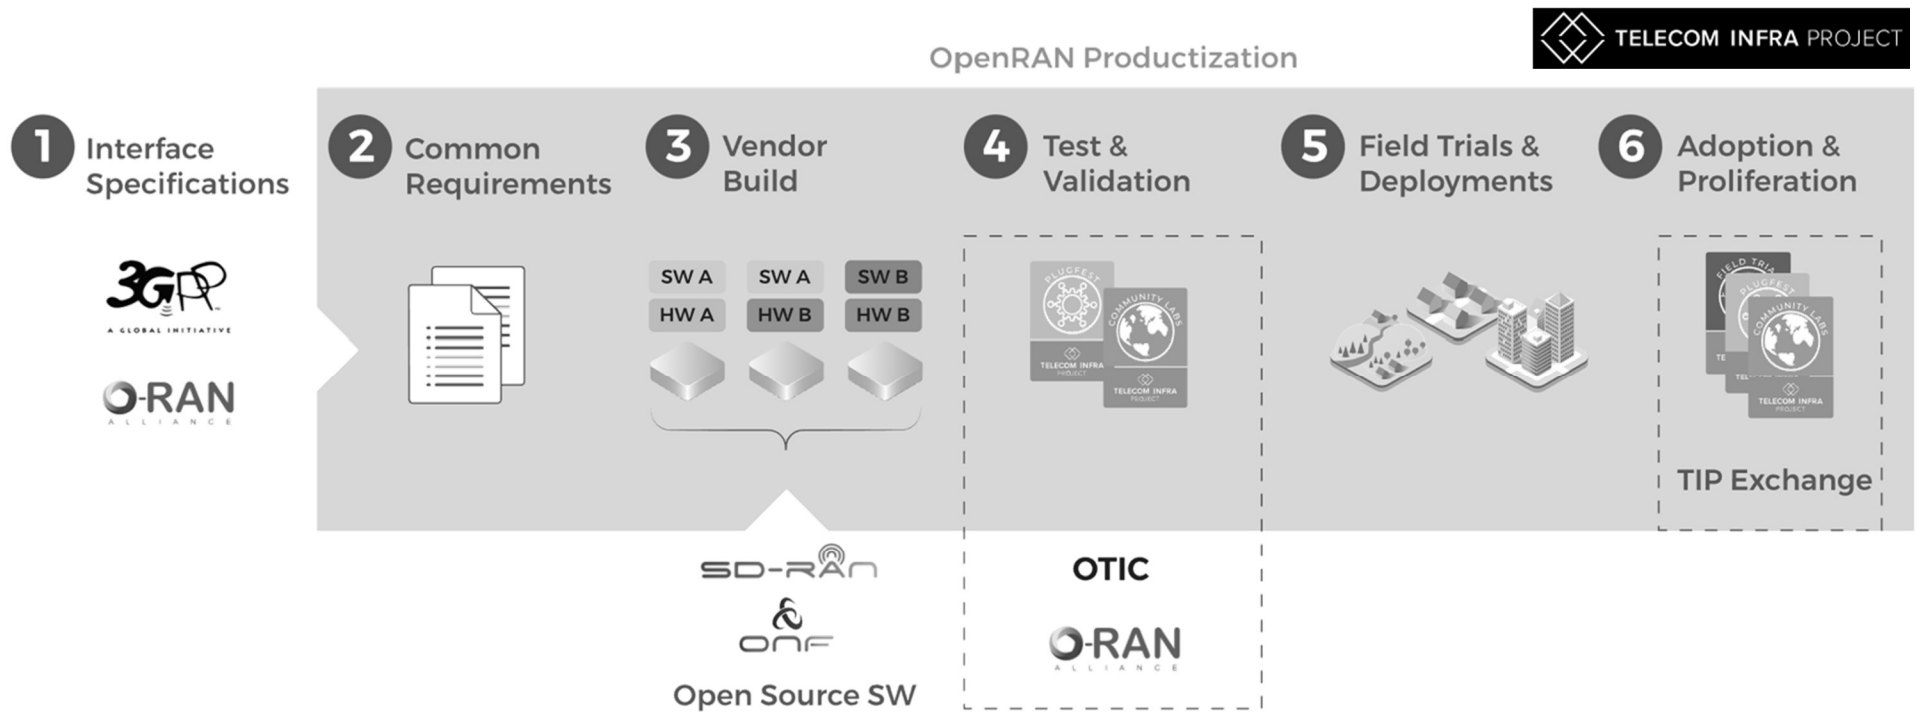 TELECOM INFRA PROJECT
OpenRAN Productization
1 Interface
Specifications
2 Common
Requirements
3 Vendor
Build
4 Test &
Validation
5 Field Trials &
Deployments
6 Adoption &
Proliferation
3GPP
A GLOBAL INITIATIVE
O-RAN
ALLIANCE
SW A
SW A
SW B
HW A
HW B
HW B
PLUGFEST
TELECOM INFRA
PROJECT
COMMUNITY LABS
TELECOM INFRA
PROJECT
FIELD TRIA
TE
PLUGFEST
TEL
COMMUNITY LABS
TELECOM INFRA
PROJECT
TIP Exchange
SD-RAN
ONF
Open Source SW
OTIC
O-RAN
ALLIANCE